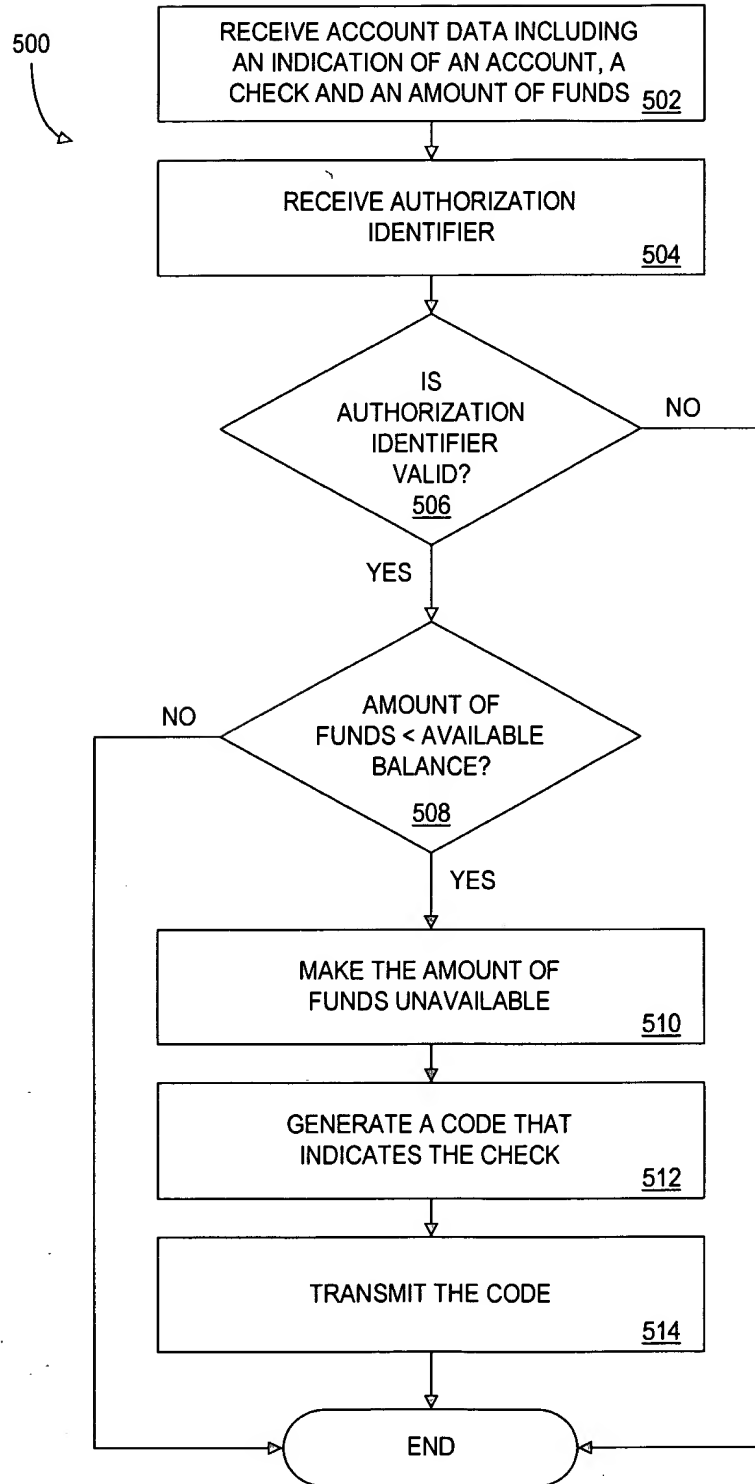 500
RECEIVE ACCOUNT DATA INCLUDING
AN INDICATION OF AN ACCOUNT, A
CHECK AND AN AMOUNT OF FUNDS 502
RECEIVE AUTHORIZATION
IDENTIFIER
504
IS
AUTHORIZATION
IDENTIFIER
VALID?
506
NO
YES
AMOUNT OF
FUNDS < AVAILABLE
BALANCE?
508
NO
YES
MAKE THE AMOUNT OF
FUNDS UNAVAILABLE
510
GENERATE A CODE THAT
INDICATES THE CHECK
512
TRANSMIT THE CODE
514
END